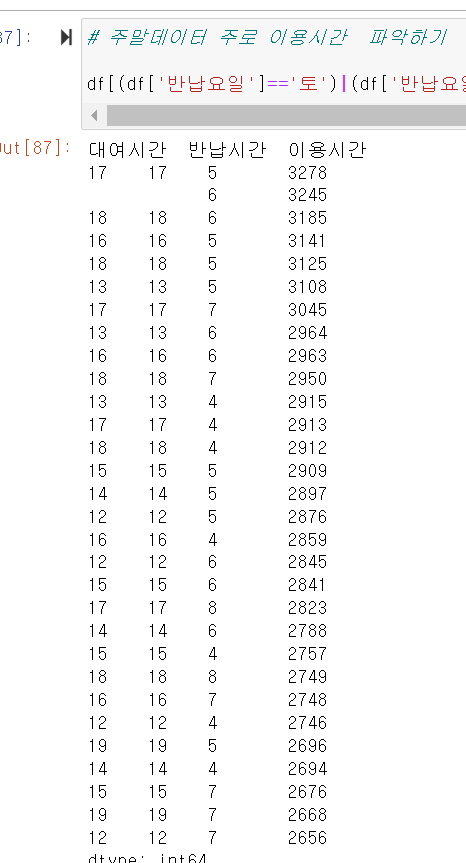 87]:
# 주말데이터 주로 이용시간 파악하기
df[(df['반납요일']=='토')|(df['반납요일
ut[87]:
대여시간 반납시간 이용시간
17 17 5 3278
6 3245
18 18 6 3185
16 16 5 3141
18 18 5 3125
13 13 5 3108
17 17 7 3045
13 13 6 2964
16 16 6 2963
18 18 7 2950
13 13 4 2915
17 17 4 2913
18 18 4 2912
15 15 5 2909
14 14 5 2897
12 12 5 2876
16 16 4 2859
12 12 6 2845
15 15 6 2841
17 17 8 2823
14 14 6 2788
15 15 4 2757
18 18 8 2749
16 16 7 2748
12 12 4 2746
19 19 5 2696
14 14 4 2694
15 15 7 2676
19 19 7 2668
12 12 7 2656
dtype: int64